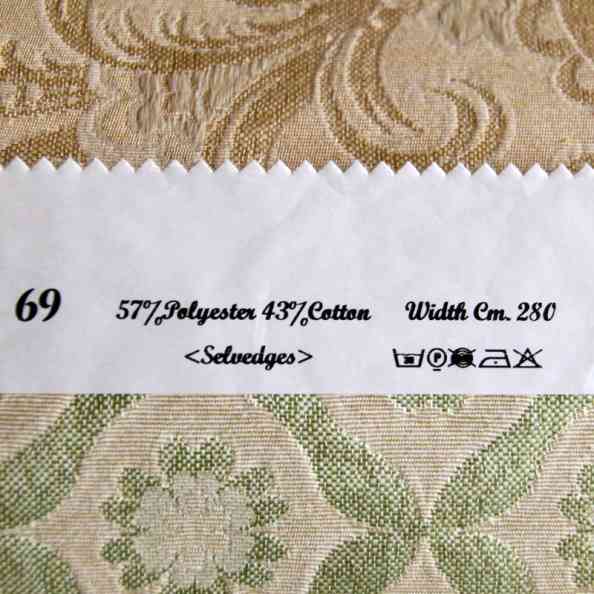 69 57%Polyester 43%Cotton Width Cm. 280
<Selvedges>
P